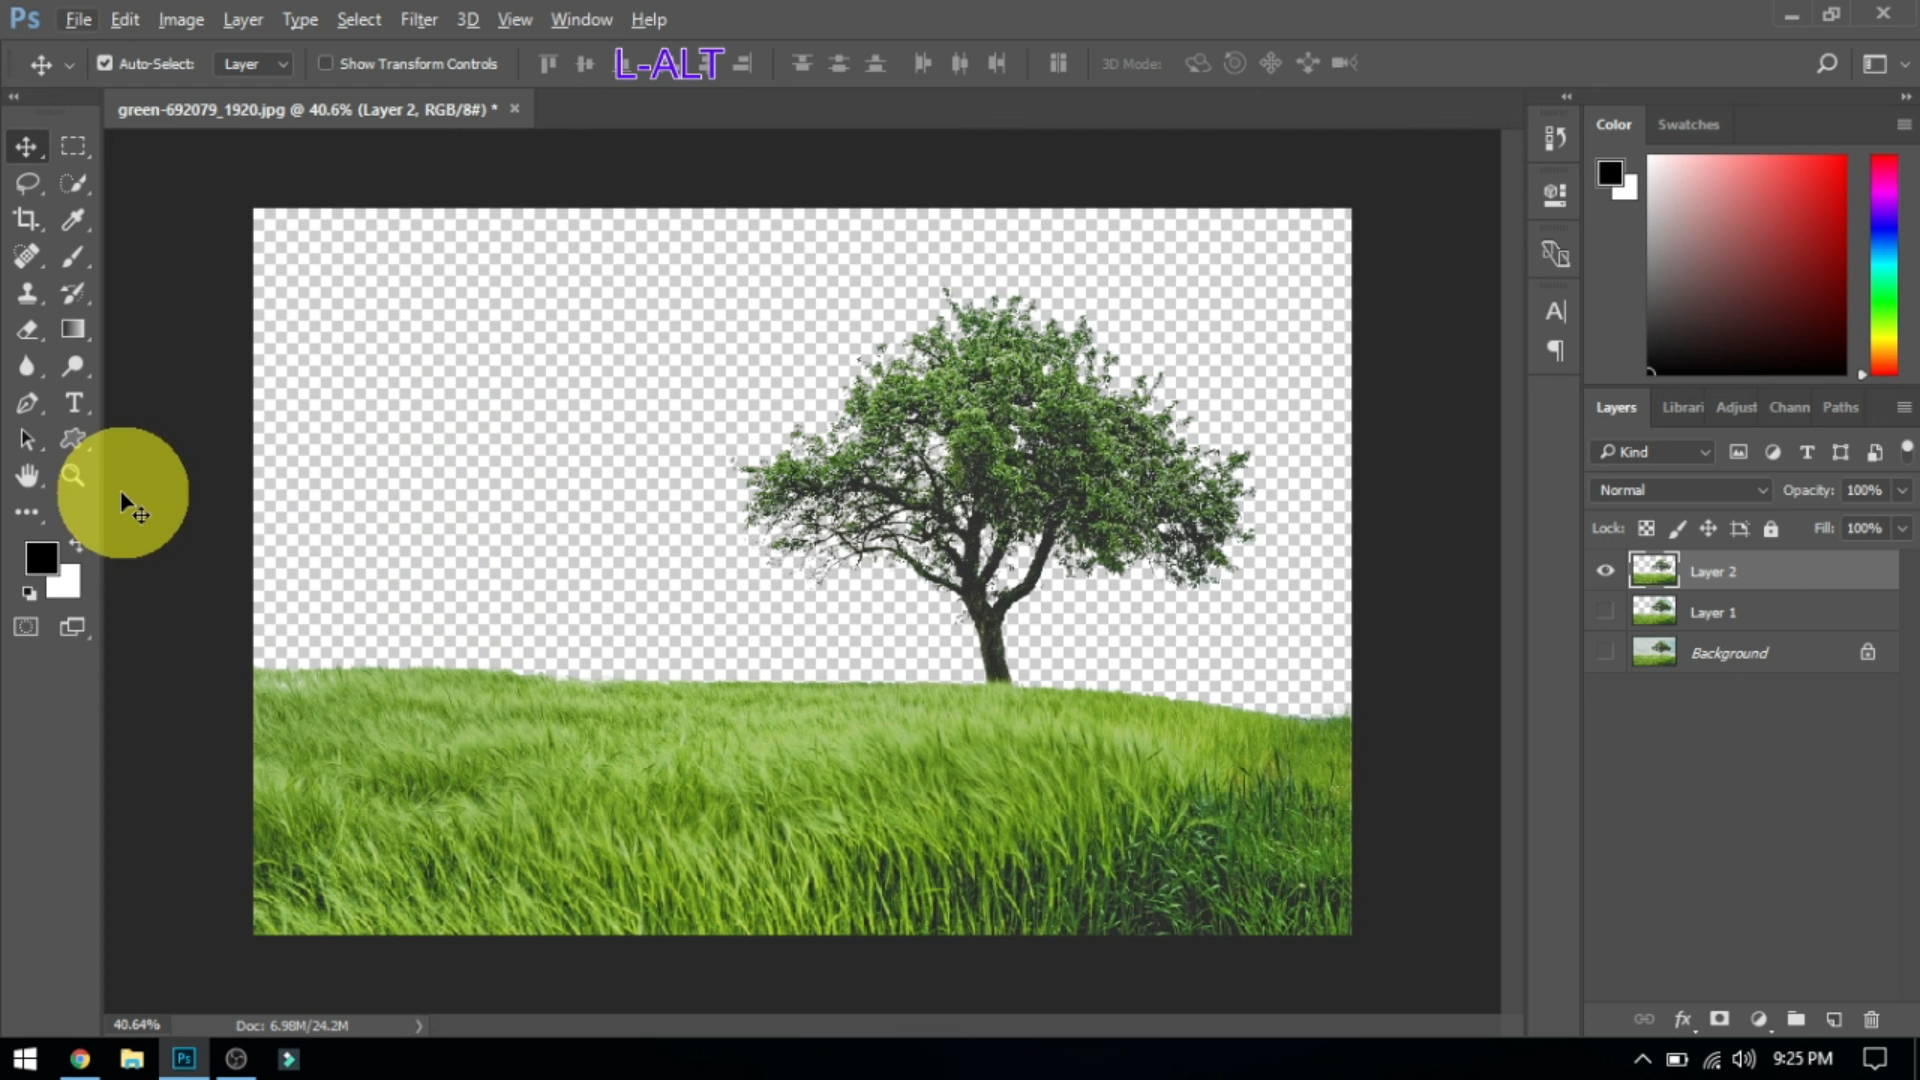 Ps File Edit Image Layer Type Select Filter 3D View Window Help
Auto-Select: Layer Show Transform Controls L-ALT 3D Mode:
green-692079_1920.jpg @ 40.6% (Layer 2, RGB/8#) *
Color Swatches
Layers Librari Adjust Chann Paths
Kind
Normal Opacity: 100%
Lock: Fill: 100%
Layer 2
Layer 1
Background
fx
40.64% Doc: 6.98M/24.2M
Ps 9:25 PM